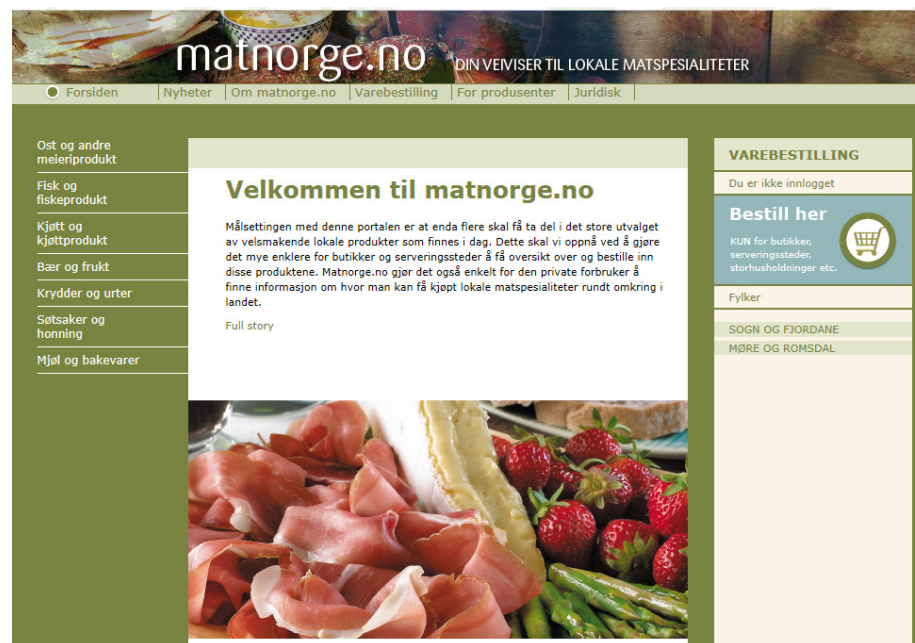 matnorge.no DIN VEIVISER TIL LOKALE MATSPESIALITETER
Forsiden Nyheter Om matnorge.no Varebestilling For produsenter Juridisk
Ost og andre
meieriprodukt
Fisk og
fiskeprodukt
Kjøtt og
kjøttprodukt
Bær og frukt
Krydder og urter
Søtsaker og
honning
Mjøl og bakevarer
Velkommen til matnorge.no
Målsettingen med denne portalen er at enda flere skal få ta del i det store utvalget
av velsmakende lokale produkter som finnes i dag. Dette skal vi oppnå ved å gjøre
det mye enklere for butikker og serveringssteder å få oversikt over og bestille inn
disse produktene. Matnorge.no gjør det også enkelt for den private forbruker å
finne informasjon om hvor man kan få kjøpt lokale matspesialiteter rundt omkring i
landet.
Full story
VAREBESTILLING
Du er ikke innlogget
Bestill her
KUN for butikker,
serveringssteder,
storhusholdninger etc.
Fylker
SOGN OG FJORDANE
MØRE OG ROMSDAL